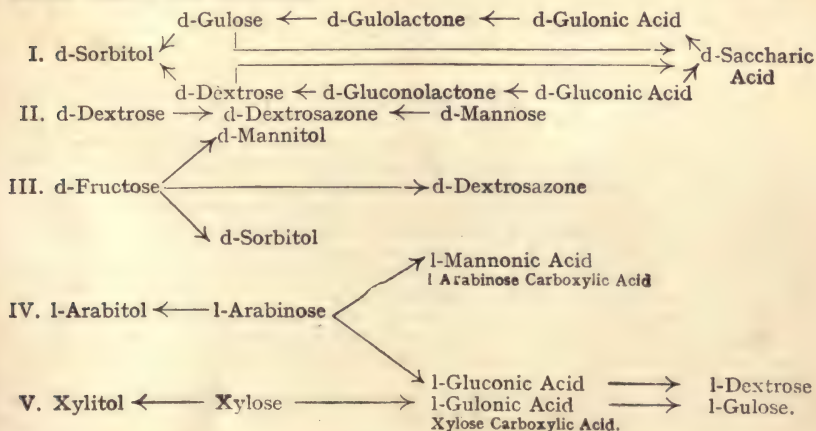 d-Gulose ← d-Gulolactone ← d-Gulonic Acid
I. d-Sorbitol d-Saccharic
Acid
d-Dextrose ← d-Gluconolactone ← d-Gluconic Acid
II. d-Dextrose → d-Dextrosazone ← d-Mannose
d-Mannitol
III. d-Fructose → d-Dextrosazone
d-Sorbitol
l-Mannonic Acid
l Arabinose Carboxylic Acid
IV. l-Arabitol ← l-Arabinose
l-Gluconic Acid → l-Dextrose
V. Xylitol ← Xylose → l-Gulonic Acid → l-Gulose.
Xylose Carboxylic Acid.